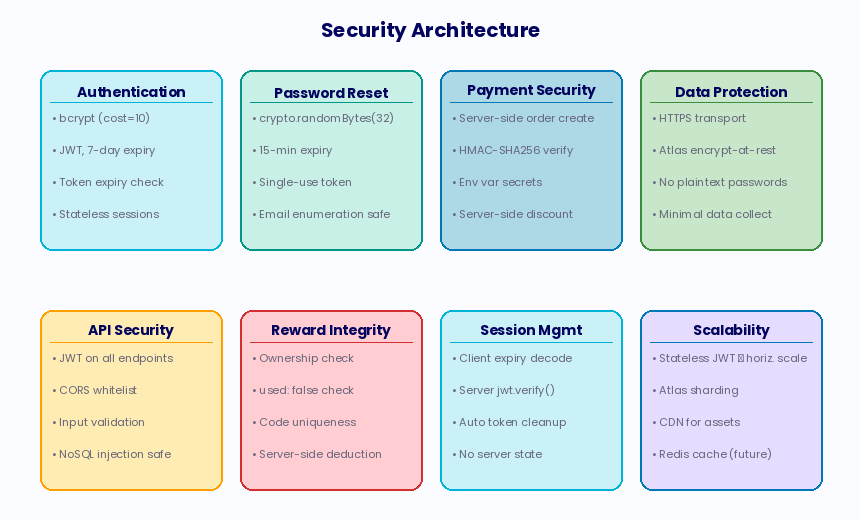 Security Architecture
Authentication
• bcrypt (cost=10)
• JWT, 7-day expiry
• Token expiry check
• Stateless sessions
Password Reset
• crypto.randomBytes(32)
• 15-min expiry
• Single-use token
• Email enumeration safe
Payment Security
• Server-side order create
• HMAC-SHA256 verify
• Env var secrets
• Server-side discount
Data Protection
• HTTPS transport
• Atlas encrypt-at-rest
• No plaintext passwords
• Minimal data collect
API Security
• JWT on all endpoints
• CORS whitelist
• Input validation
• NoSQL injection safe
Reward Integrity
• Ownership check
• used: false check
• Code uniqueness
• Server-side deduction
Session Mgmt
• Client expiry decode
• Server jwt.verify()
• Auto token cleanup
• No server state
Scalability
• Stateless JWT horiz. scale
• Atlas sharding
• CDN for assets
• Redis cache (future)